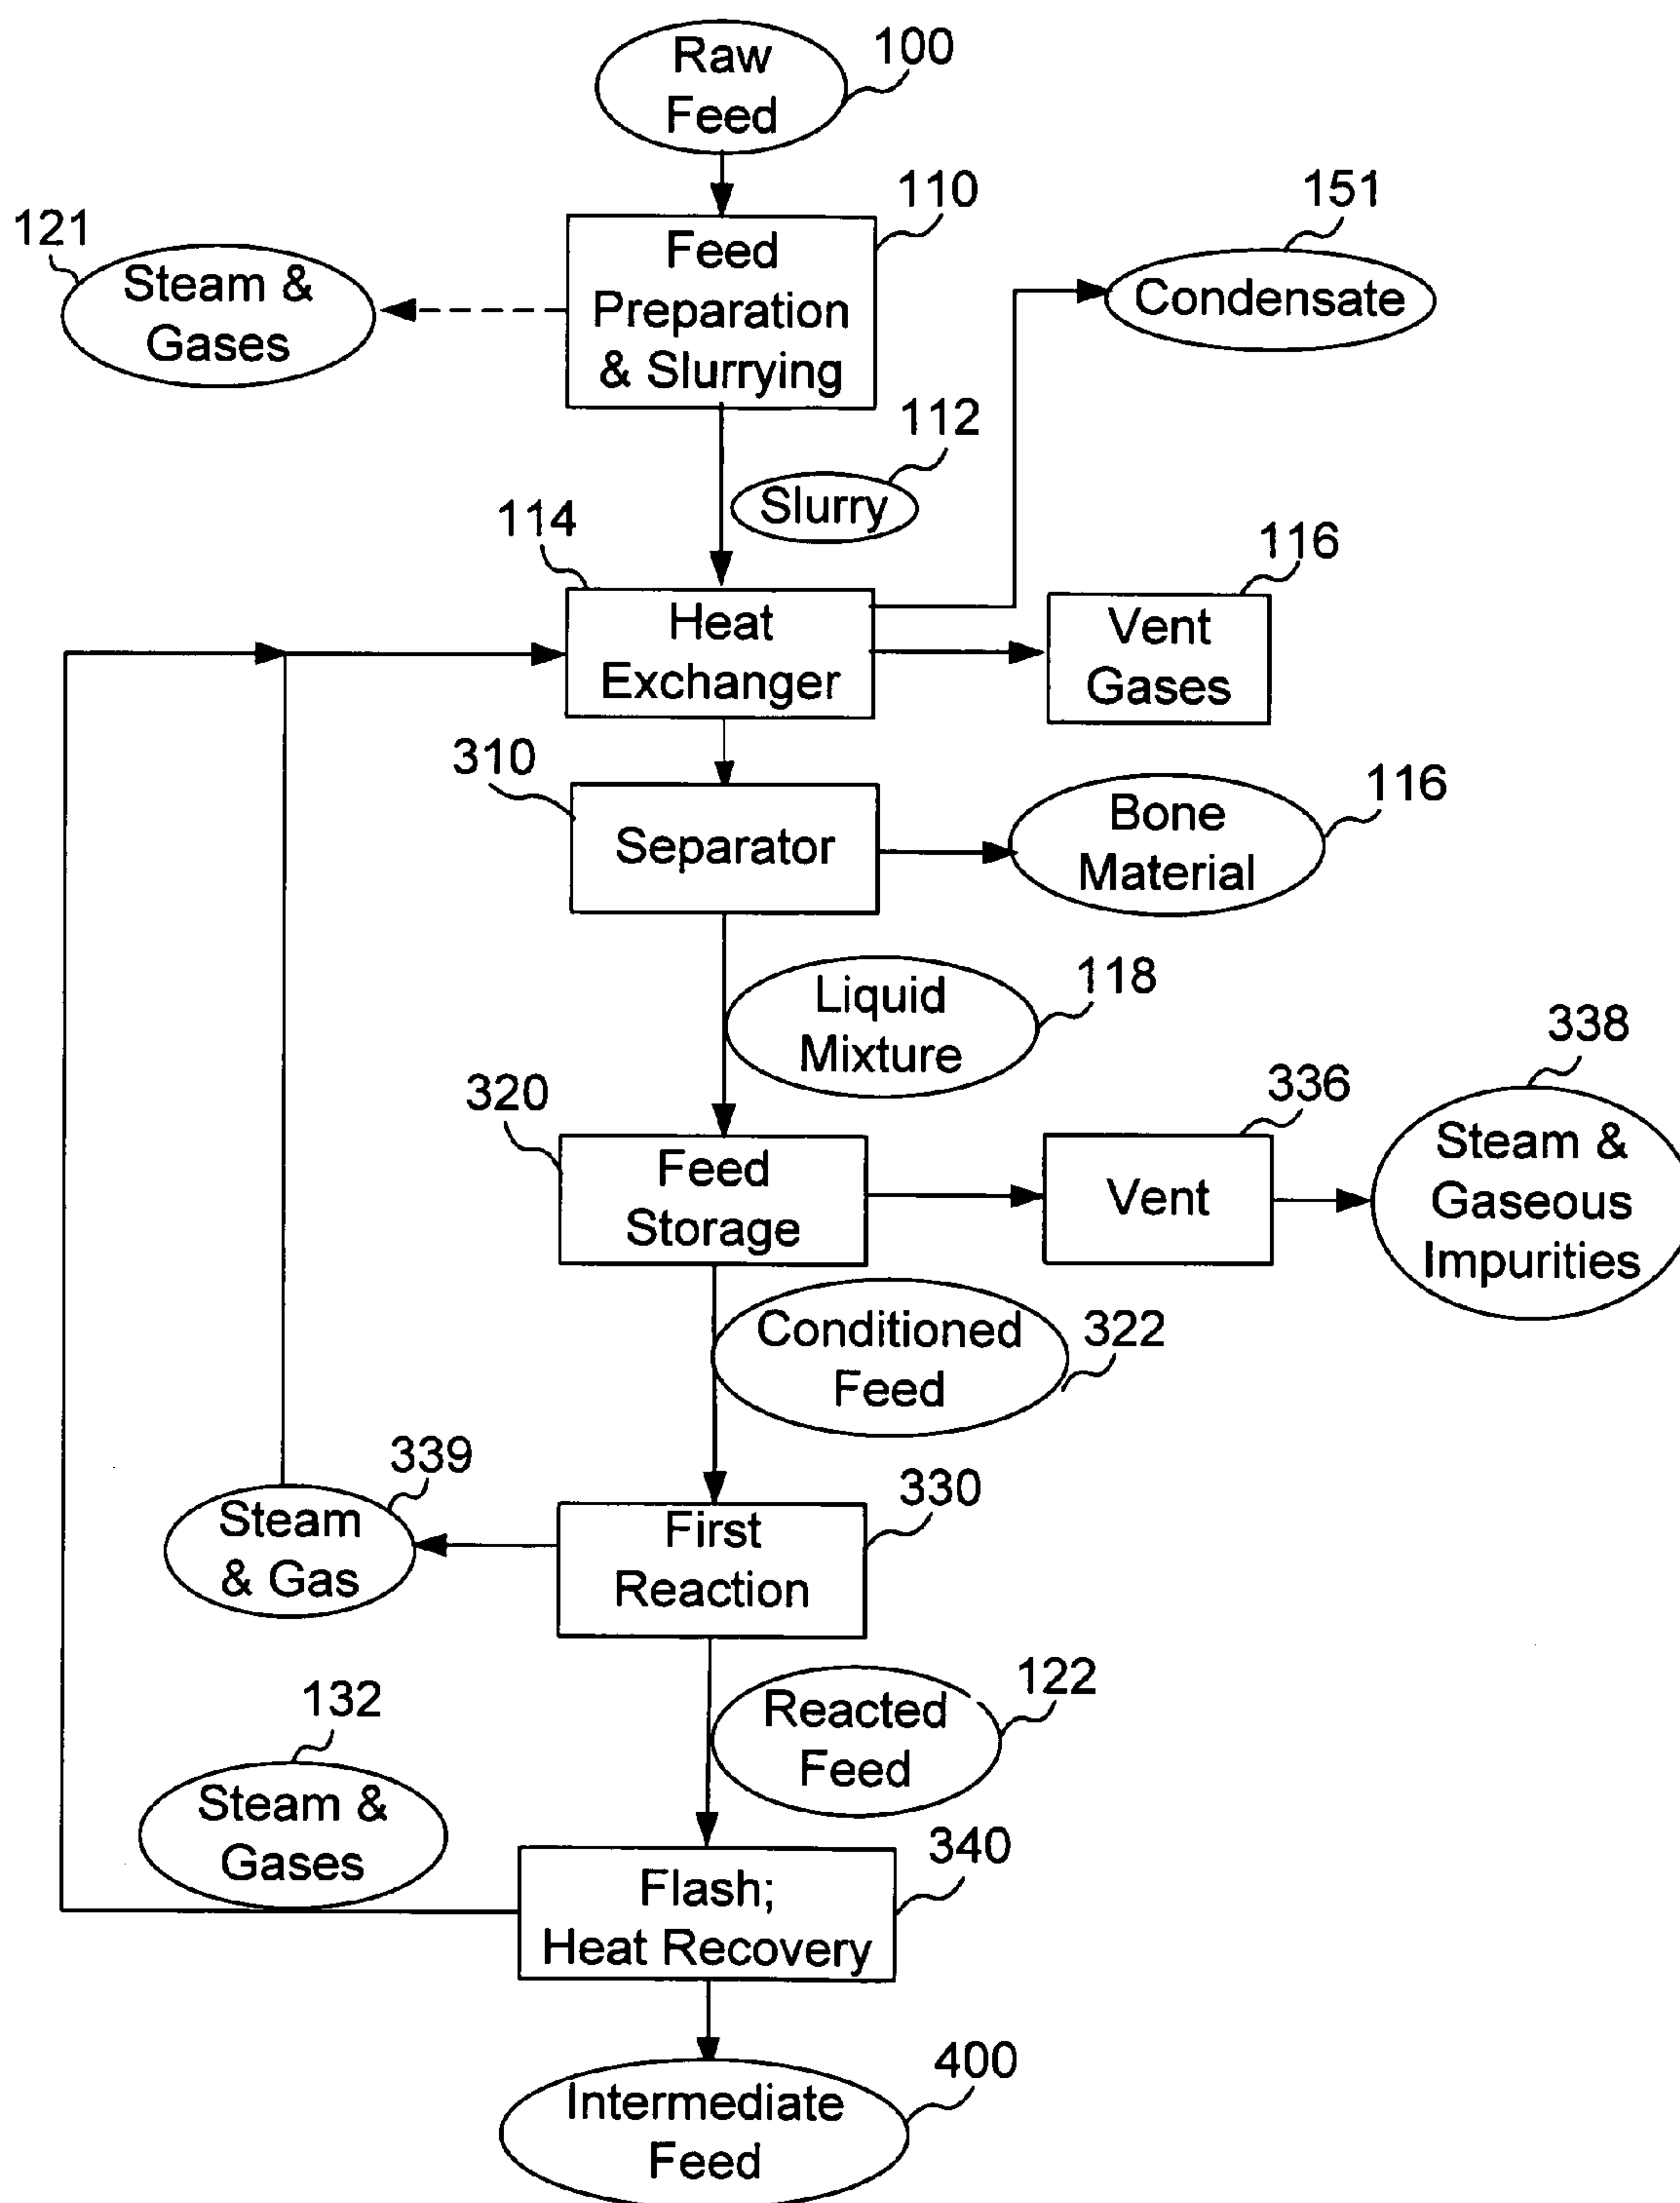 Raw
Feed
100
110
Feed
Preparation
& Slurrying
121
Steam &
Gases
151
Condensate
112
Slurry
114
Heat
Exchanger
116
Vent
Gases
310
Separator
Bone
Material
116
Liquid
Mixture
118
320
Feed
Storage
336
Vent
338
Steam &
Gaseous
Impurities
Conditioned
Feed
322
339
Steam
& Gas
330
First
Reaction
Reacted
Feed
122
132
Steam &
Gases
340
Flash;
Heat Recovery
400
Intermediate
Feed